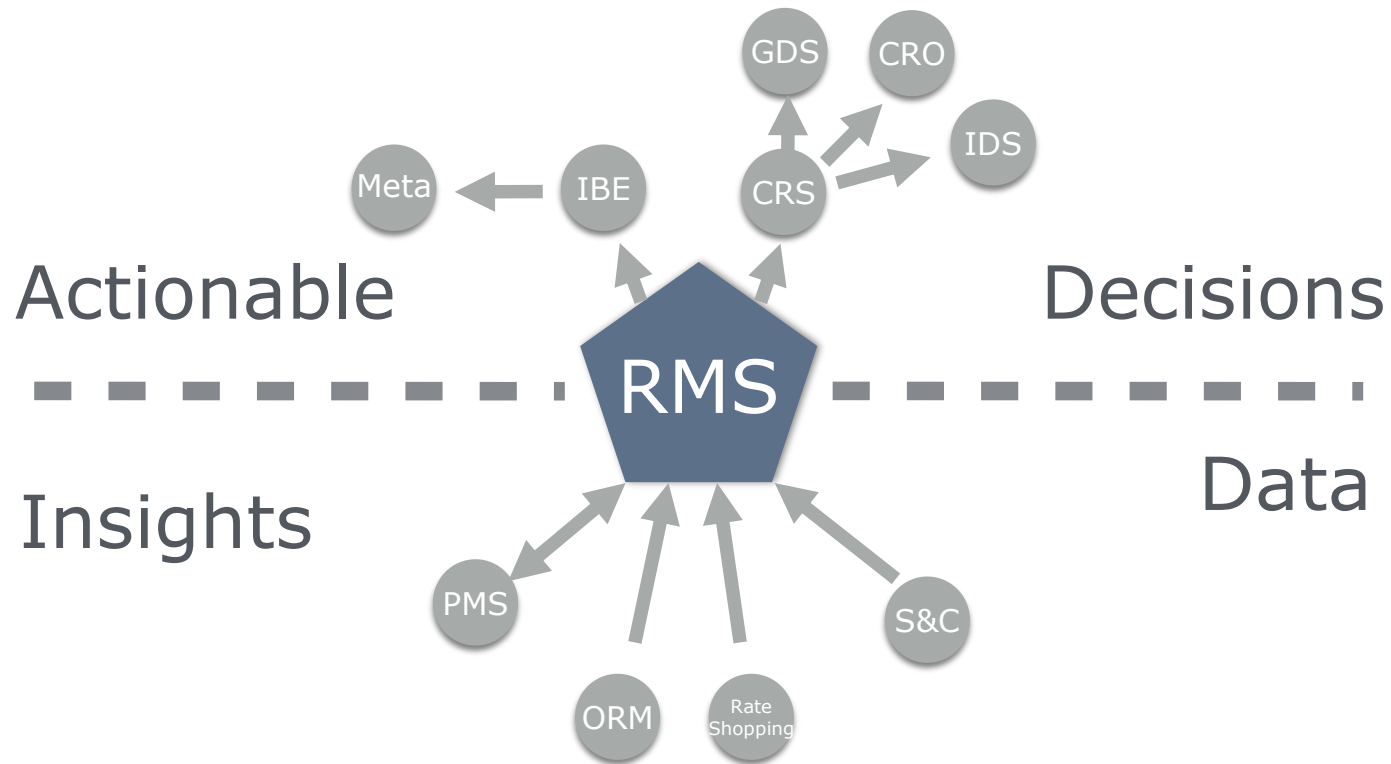 GDS
CRO
IDS
Meta
IBE
CRS
Actionable
Decisions
RMS
Data
Insights
PMS
S&C
ORM
Rate
Shopping